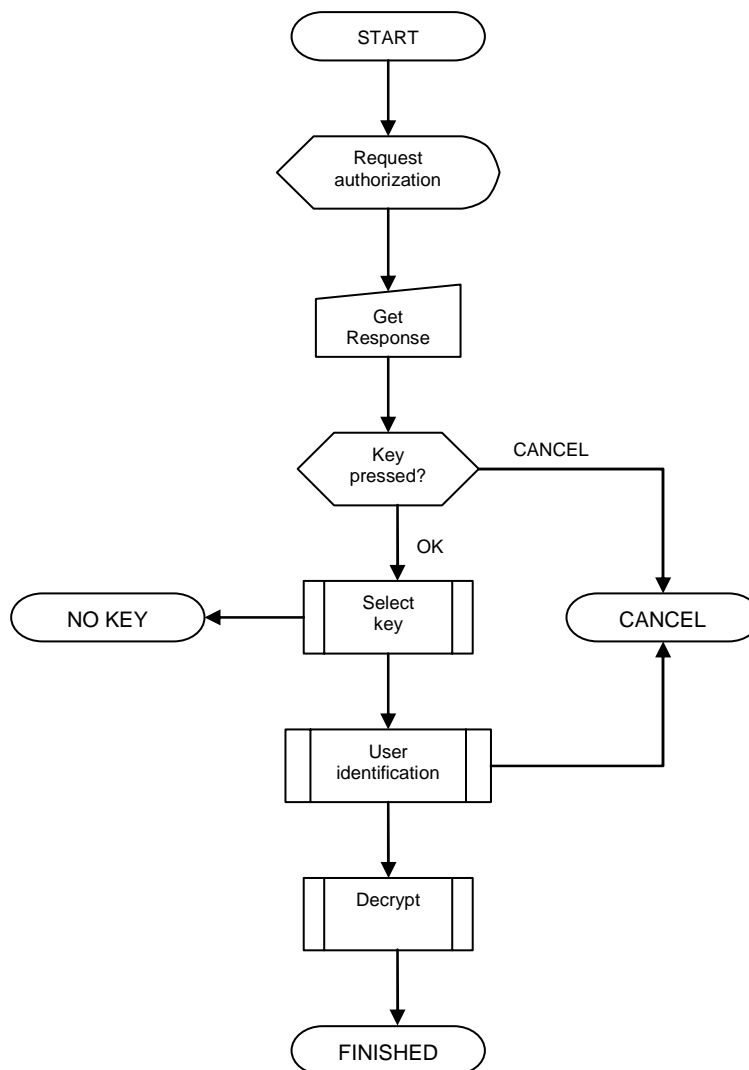 START
Request
authorization
Get
Response
Key
pressed?
CANCEL
OK
NO KEY
Select
key
CANCEL
User
identification
Decrypt
FINISHED